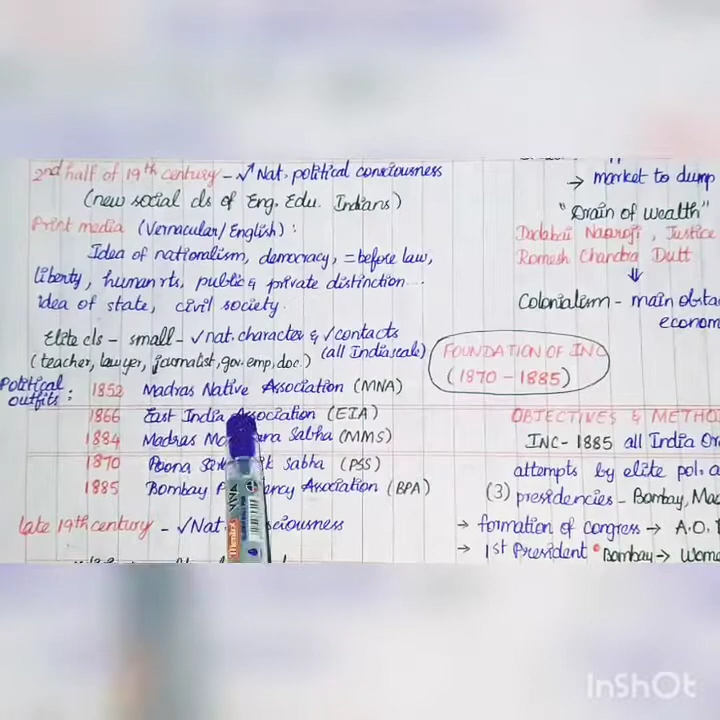 2nd half of 19th century - ✓ Nat. political consciousness
(new social cls of Eng. Edu. Indians)
Print media (Vernacular/English) :
Idea of nationalism, democracy, = before law,
liberty, human rts, public & private distinction...
idea of state, civil society.
Elite cls - small - ✓ nat. character & ✓ contacts
(teacher, lawyer, journalist, gov. emp, doc.) (all India scale)
Political outfits : 1852 Madras Native Association (MNA)
1866 East India Association (EIA)
1884 Madras Sabha (MMS)
1870 Poona Sabha (PSS)
1885 Bombay Association (BPA)
late 19th century - ✓ Nat.
→ market to dump
"Drain of wealth"
Dadabai Naoroji, Justice
Romesh Chandra Dutt
⇓
Colonialism - main
econom
FOUNDATION OF INC
(1870 - 1885)
OBJECTIVES &
INC - 1885 all India
attempts by elite pol.
(3) presidencies - Bombay,
→ formation of congress → A.O.
→ 1st President Bombay →
InShOt